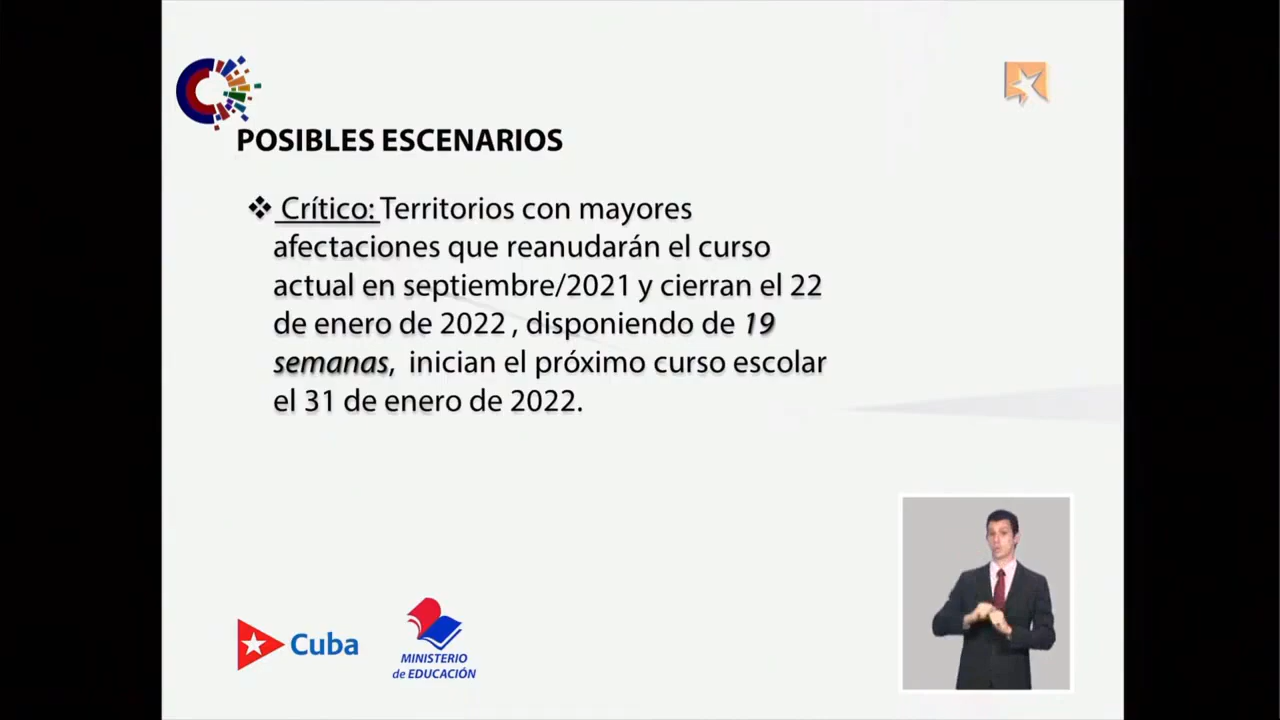 POSIBLES ESCENARIOS
❖ Crítico: Territorios con mayores
afectaciones que reanudarán el curso
actual en septiembre/2021 y cierran el 22
de enero de 2022 , disponiendo de 19
semanas, inician el próximo curso escolar
el 31 de enero de 2022.
Cuba
MINISTERIO
de EDUCACIÓN